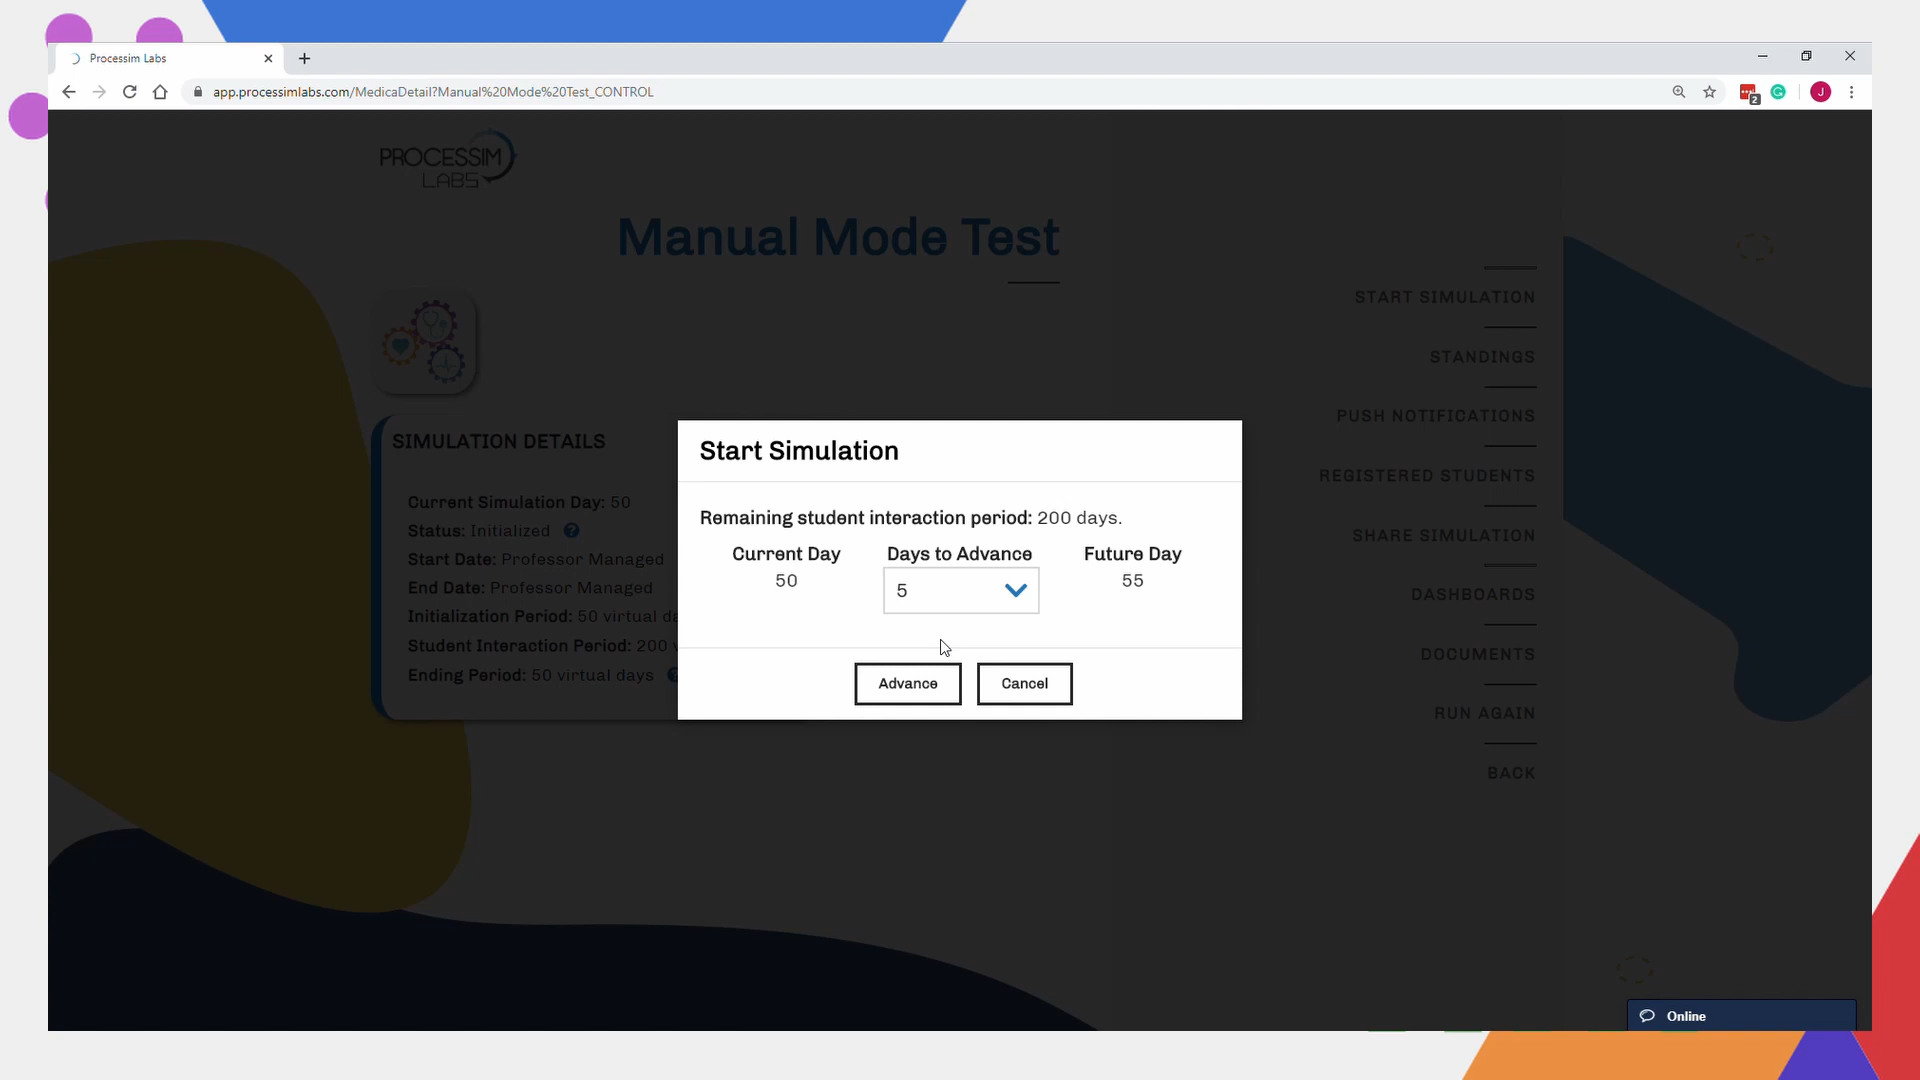 Processim Labs
app.processimlabs.com/MedicaDetail?Manual%20Mode%20Test_CONTROL
2
J
PROCESSIM
LABS
Manual Mode Test
START SIMULATION
STANDINGS
PUSH NOTIFICATIONS
REGISTERED STUDENTS
SHARE SIMULATION
DASHBOARDS
DOCUMENTS
RUN AGAIN
BACK
SIMULATION DETAILS
Current Simulation Day: 50
Status: Initialized ?
Start Date: Professor Managed
End Date: Professor Managed
Initialization Period: 50 virtual
Student Interaction Period: 200
Ending Period: 50 virtual days
Start Simulation
Remaining student interaction period: 200 days.
Current Day Days to Advance Future Day
50 5 55
Advance Cancel
Online